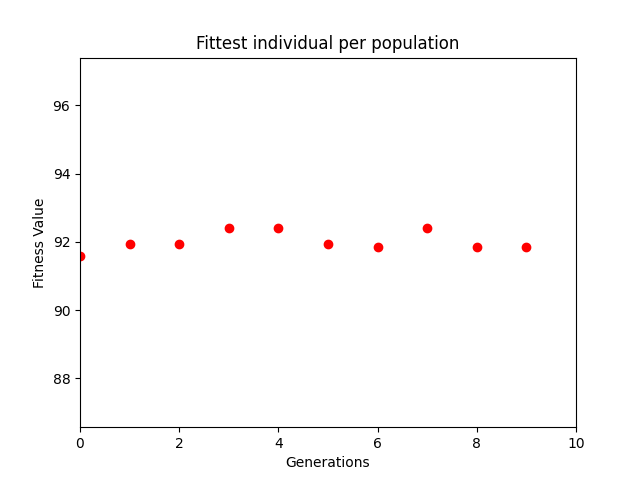 Fittest individual per population
96
94
92
90
88
Fitness Value
0 2 4 6 8 10
Generations